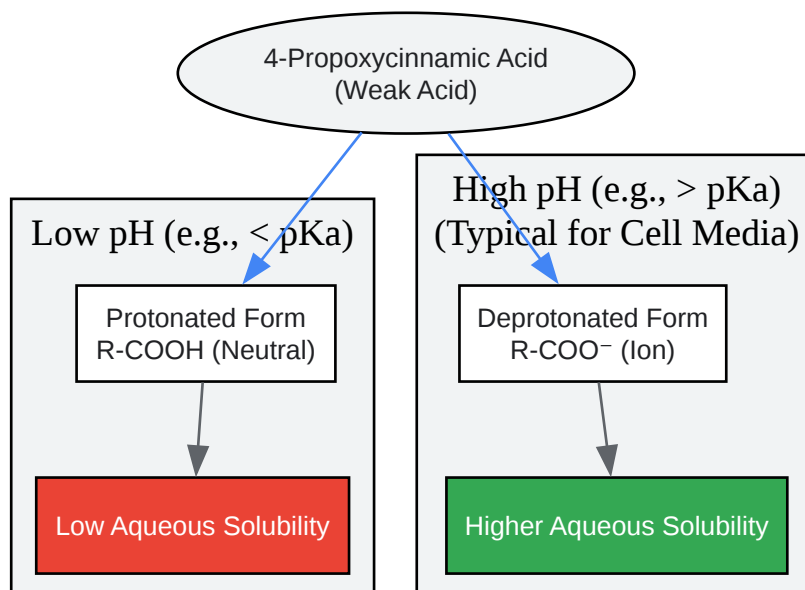 4-Propoxycinnamic Acid
(Weak Acid)
Low pH (e.g., < pKa)
Protonated Form
R-COOH (Neutral)
Low Aqueous Solubility
High pH (e.g., > pKa)
(Typical for Cell Media)
Deprotonated Form
R-COO⁻ (Ion)
Higher Aqueous Solubility